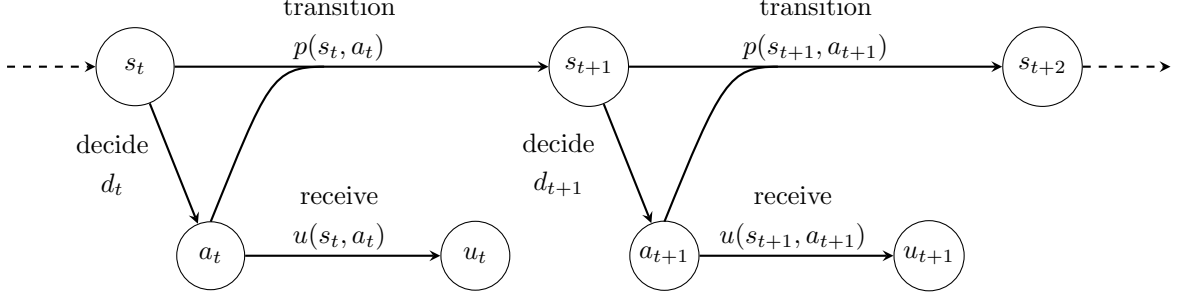 transition transition
p(s_t, a_t) p(s_{t+1}, a_{t+1})
s_t s_{t+1} s_{t+2}
decide decide
d_t d_{t+1}
receive receive
u(s_t, a_t) u(s_{t+1}, a_{t+1})
a_t u_t a_{t+1} u_{t+1}